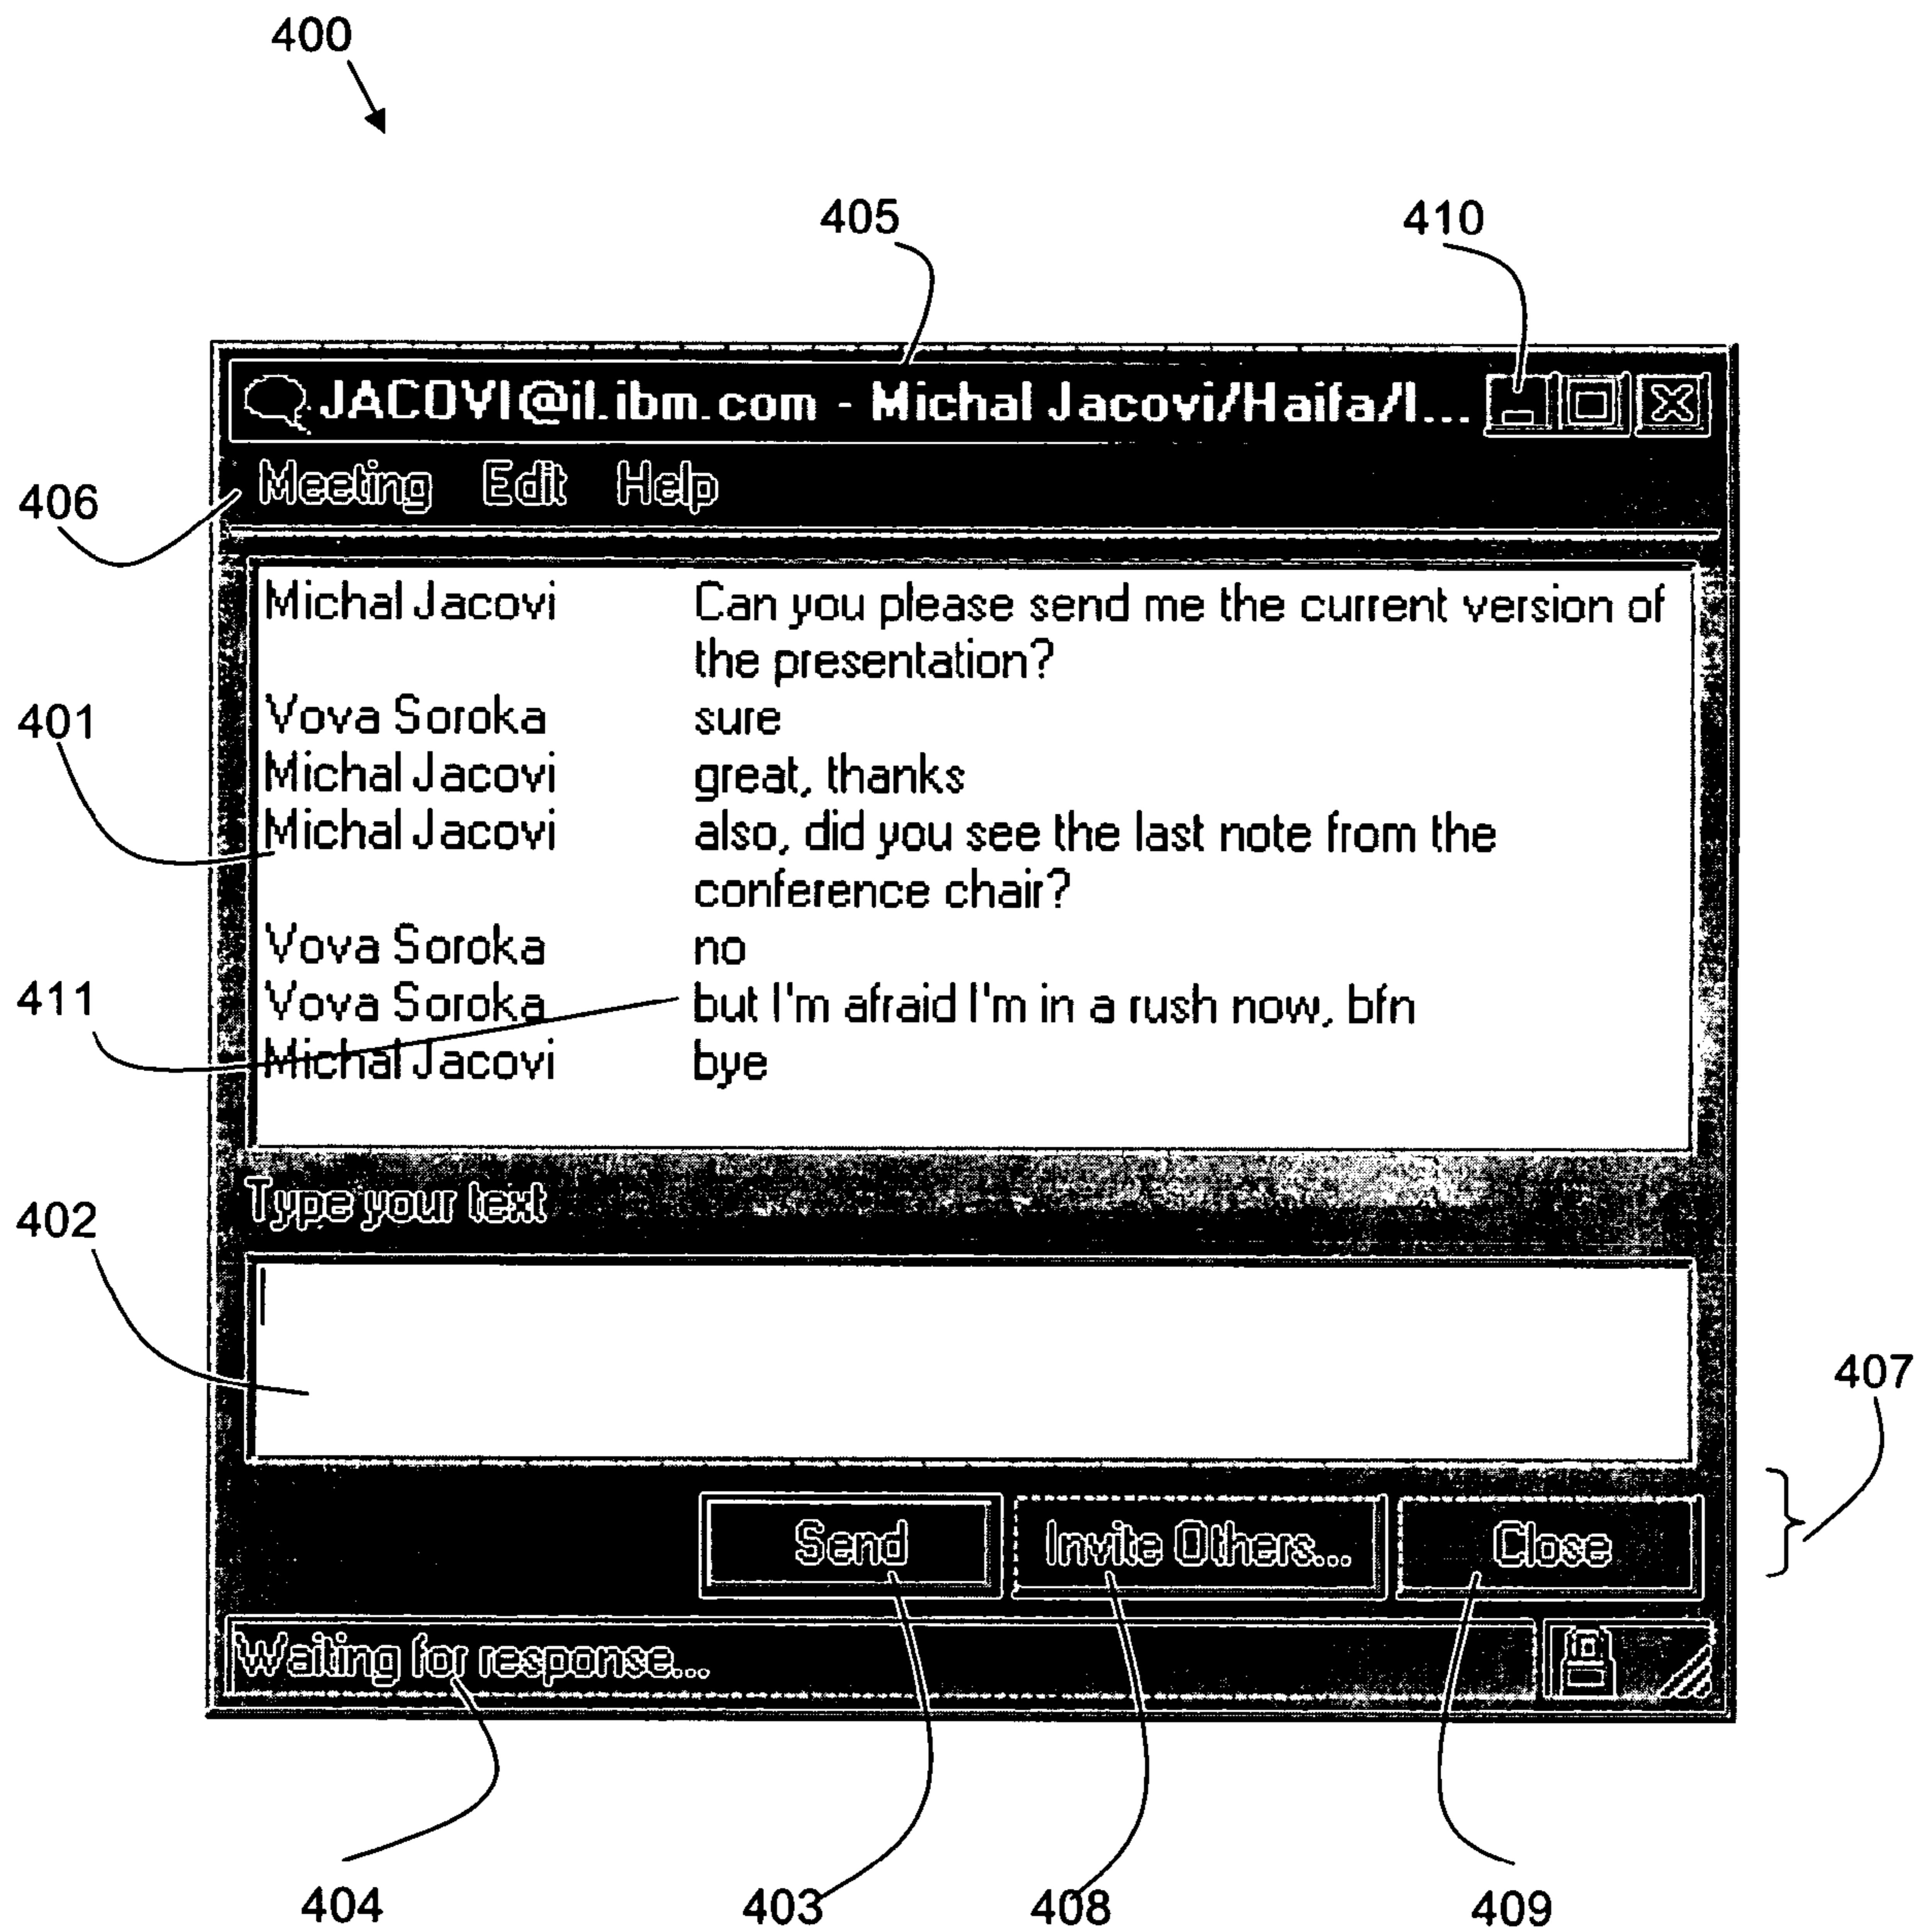 400
405
410
JACOVI@il.ibm.com - Michal Jacovi/Haifa/I...
406
Meeting Edit Help
Michal Jacovi Can you please send me the current version of
the presentation?
401
Vova Soroka sure
Michal Jacovi great, thanks
Michal Jacovi also, did you see the last note from the
conference chair?
Vova Soroka no
411
Vova Soroka but I'm afraid I'm in a rush now, bfn
Michal Jacovi bye
402
Type your text
407
Send Invite Others... Close
Waiting for response...
404
403
408
409